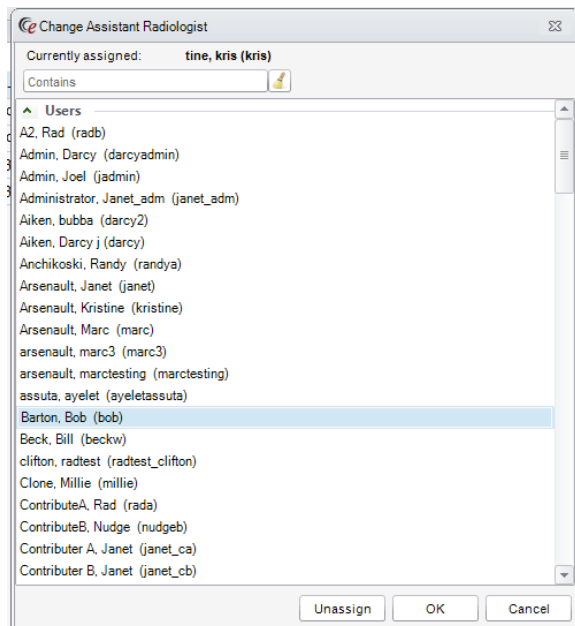 Change Assistant Radiologist
Currently assigned: tine, kris (kris)
Contains
Users
A2, Rad (radb)
Admin, Darcy (darcyadmin)
Admin, Joel (jadmin)
Administrator, Janet_adm (janet_adm)
Aiken, bubba (darcy2)
Aiken, Darcy j (darcy)
Anchikoski, Randy (randya)
Arsenault, Janet (janet)
Arsenault, Kristine (kristine)
Arsenault, Marc (marc)
arsenault, marc3 (marc3)
arsenault, marctesting (marctesting)
assuta, ayelet (ayeletassuta)
Barton, Bob (bob)
Beck, Bill (beckw)
clifton, radtest (radtest_clifton)
Clone, Millie (millie)
ContributeA, Rad (rada)
ContributeB, Nudge (nudgeb)
Contributer A, Janet (janet_ca)
Contributer B, Janet (janet_cb)
Unassign OK Cancel